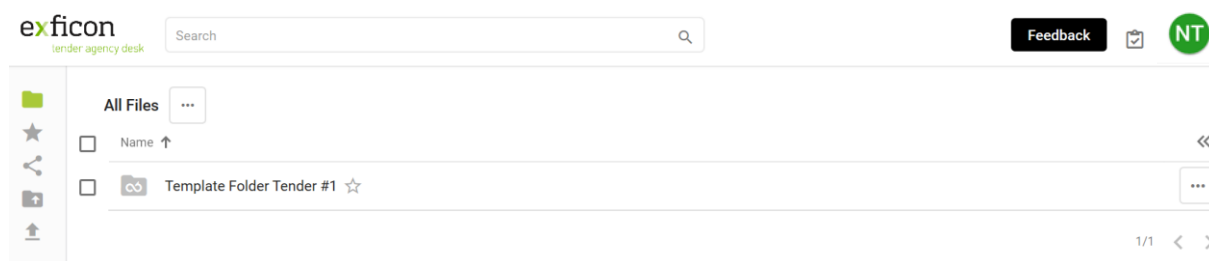 exficon
tender agency desk
Search
Feedback
NT
All Files
Name
Template Folder Tender #1
1/1